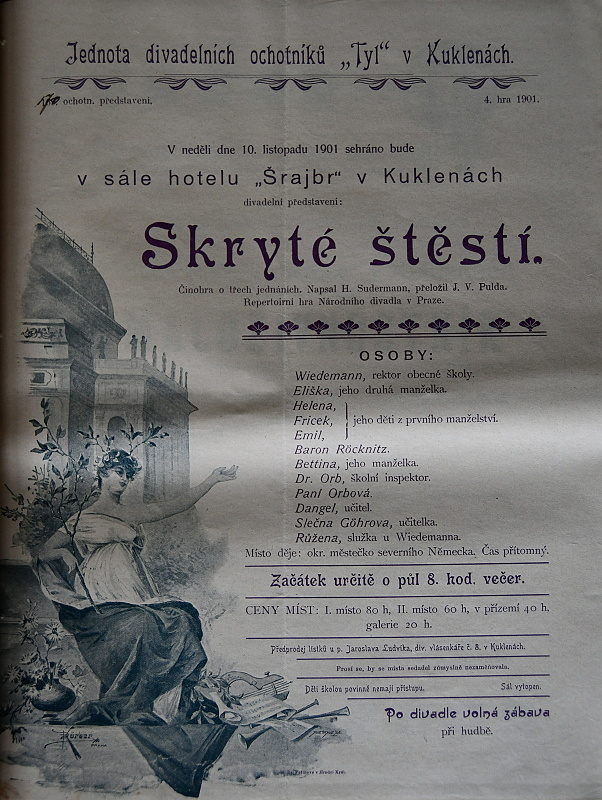 Jednota divadelních ochotníků „Tyl“ v Kuklenách.
ochotn. představení.
4. hra 1901.
V neděli dne 10. listopadu 1901 sehráno bude
v sále hotelu „Šrajbr“ v Kuklenách
divadelní představení:
Skryté štěstí.
Činohra o třech jednáních. Napsal H. Sudermann, přeložil J. V. Pulda.
Repertoirní hra Národního divadla v Praze.
OSOBY:
Wiedemann, rektor obecné školy.
Eliška, jeho druhá manželka.
Helena,
Fricek, jeho děti z prvního manželství.
Emil,
Baron Röcknitz.
Bettina, jeho manželka.
Dr. Orb, školní inspektor.
Paní Orbová.
Dangel, učitel.
Slečna Göhrova, učitelka.
Růžena, služka u Wiedemanna.
Místo děje: okr. městečko severního Německa. Čas přítomný.
Začátek určitě o půl 8. hod. večer.
CENY MÍST: I. místo 80 h, II. místo 60 h, v přízemí 40 h,
galerie 20 h.
Předprodej lístků u p. Jaroslava Ludvíka, div. vlásenkáře č. 8. v Kuklenách.
Prosí se, by se místa sedadel zúmyslně nezaměňovala.
Děti školou povinné nemají přístupu. Sál vytopen.
Po divadle volná zábava
při hudbě.